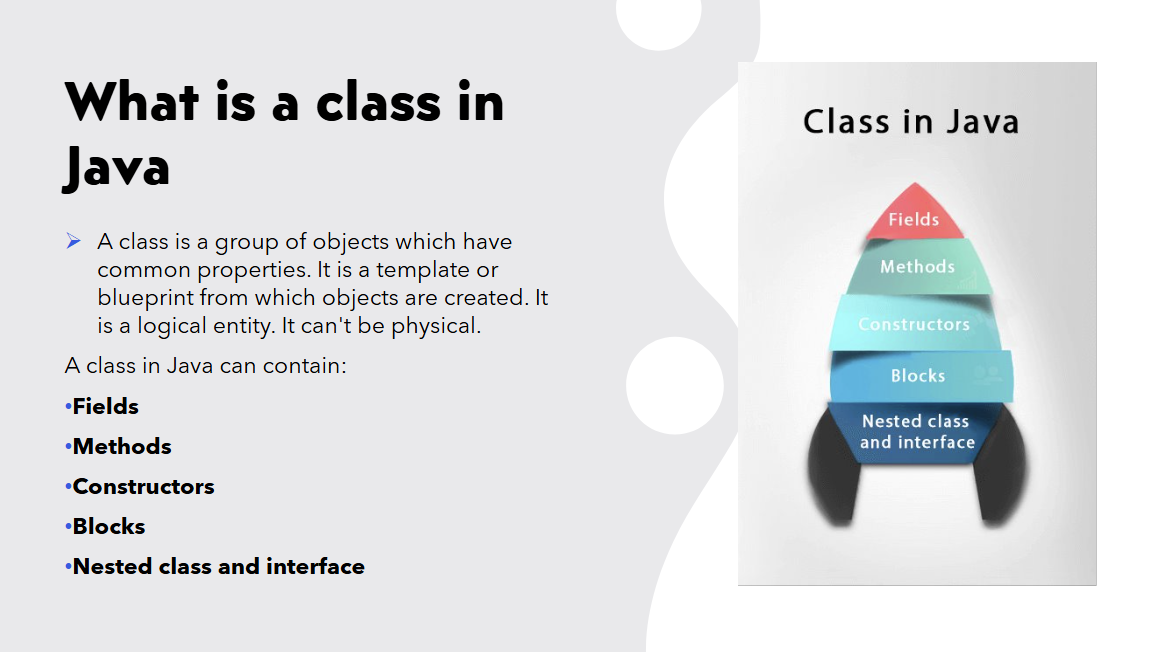 What is a class in
Java
A class is a group of objects which have
common properties. It is a template or
blueprint from which objects are created. It
is a logical entity. It can't be physical.
A class in Java can contain:
•Fields
•Methods
•Constructors
•Blocks
•Nested class and interface
Class in Java
Fields
Methods
Constructors
Blocks
Nested class
and interface